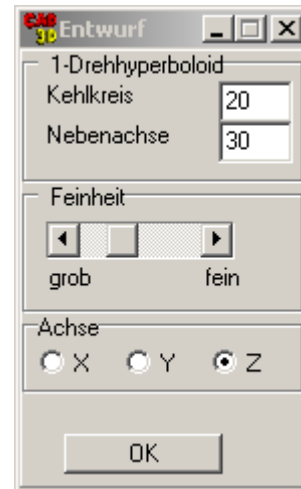 CAD
3D Entwurf
1-Drehhyperboloid
Kehlkreis 20
Nebenachse 30
Feinheit
grob fein
Achse
X Y Z
OK